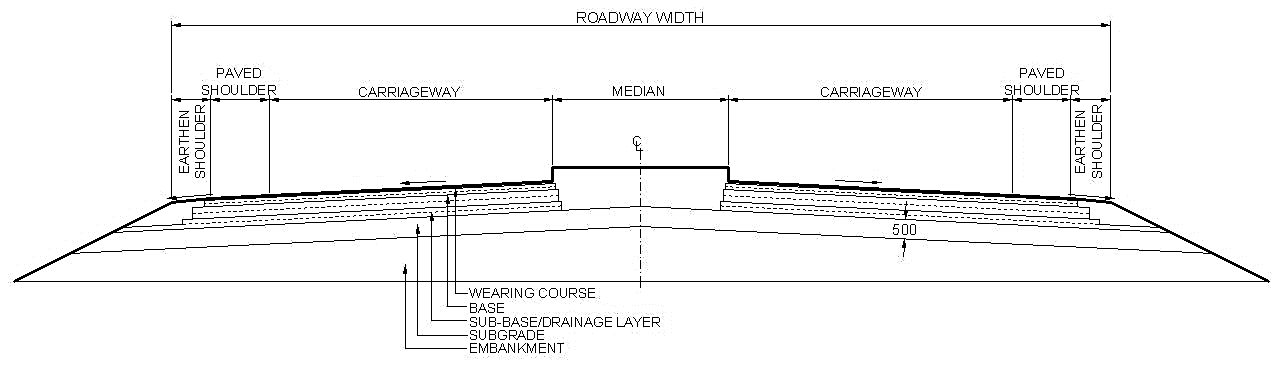 ROADWAY WIDTH
PAVED
SHOULDER
CARRIAGEWAY
MEDIAN
CARRIAGEWAY
PAVED
SHOULDER
EARTHEN
SHOULDER
EARTHEN
SHOULDER
℄
500
WEARING COURSE
BASE
SUB-BASE/DRAINAGE LAYER
SUBGRADE
EMBANKMENT